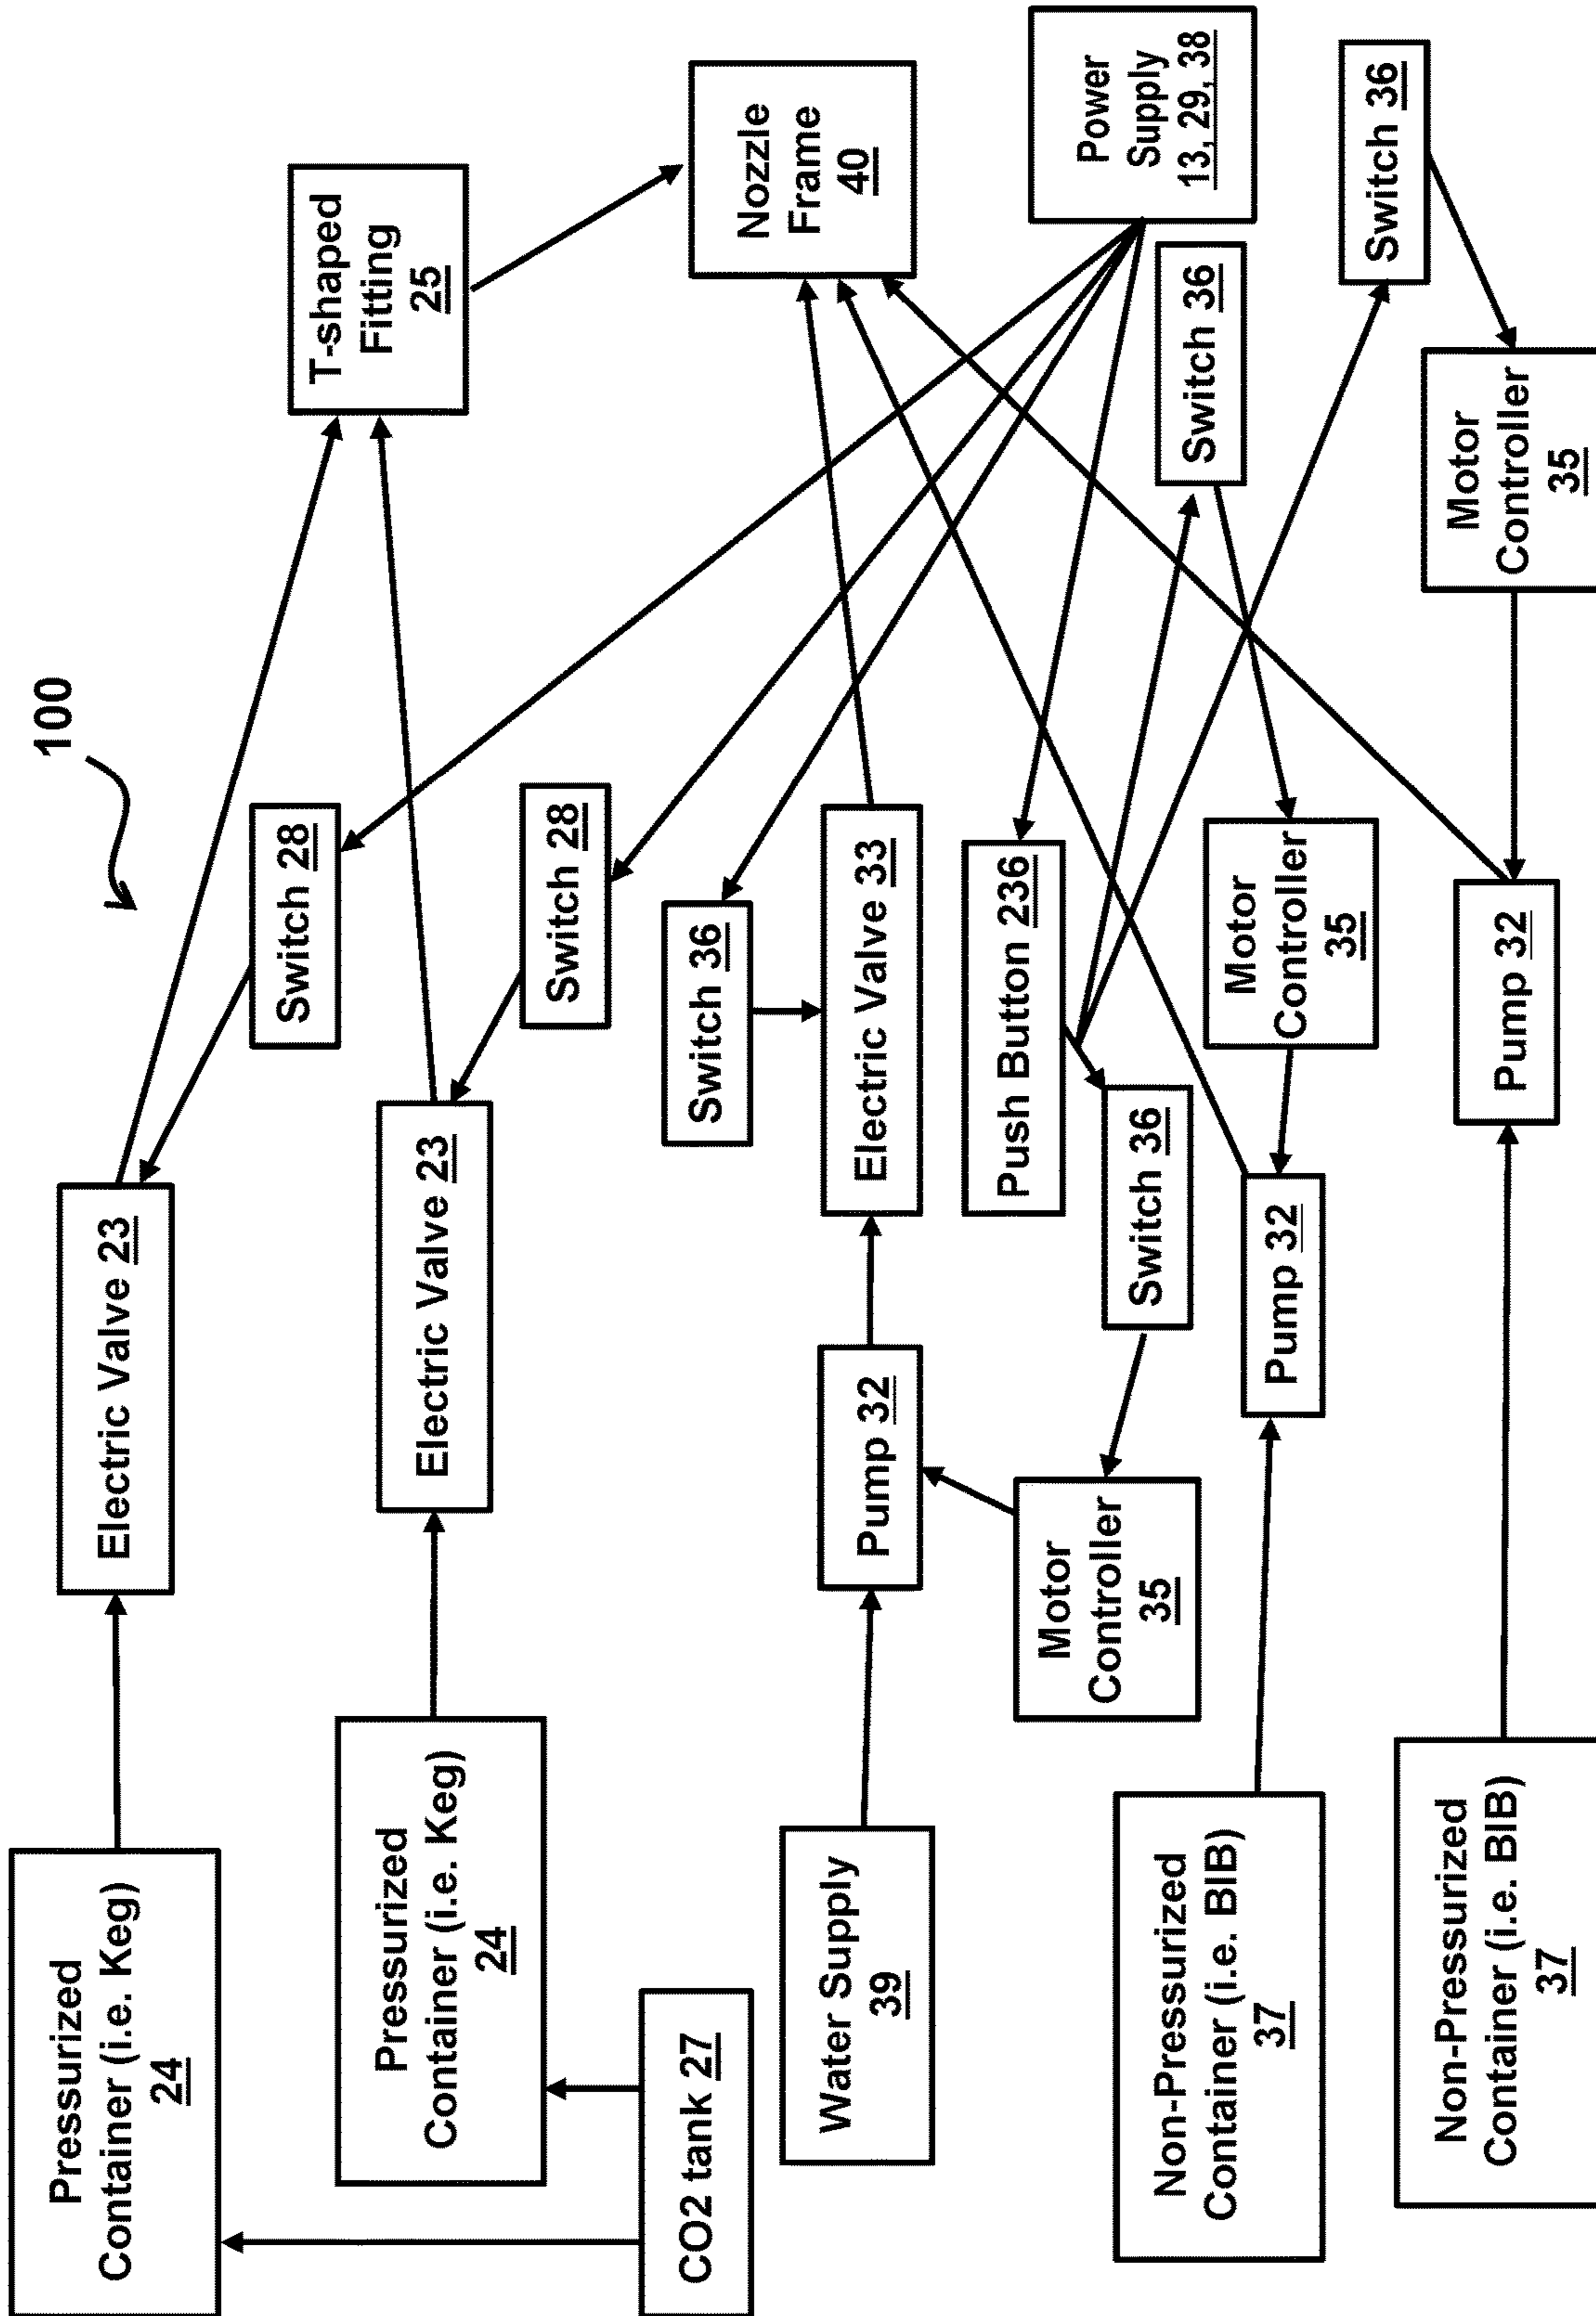 100
Pressurized
Container (i.e. Keg)
24
Electric Valve 23
Switch 28
T-shaped
Fitting
25
Pressurized
Container (i.e. Keg)
24
Electric Valve 23
Switch 28
CO2 tank 27
Switch 36
Nozzle
Frame
40
Water Supply
39
Pump 32
Electric Valve 33
Push Button 236
Power
Supply
13, 29, 38
Motor
Controller
35
Switch 36
Switch 36
Non-Pressurized
Container (i.e. BIB)
37
Pump 32
Motor
Controller
35
Switch 36
Non-Pressurized
Container (i.e. BIB)
37
Pump 32
Motor
Controller
35